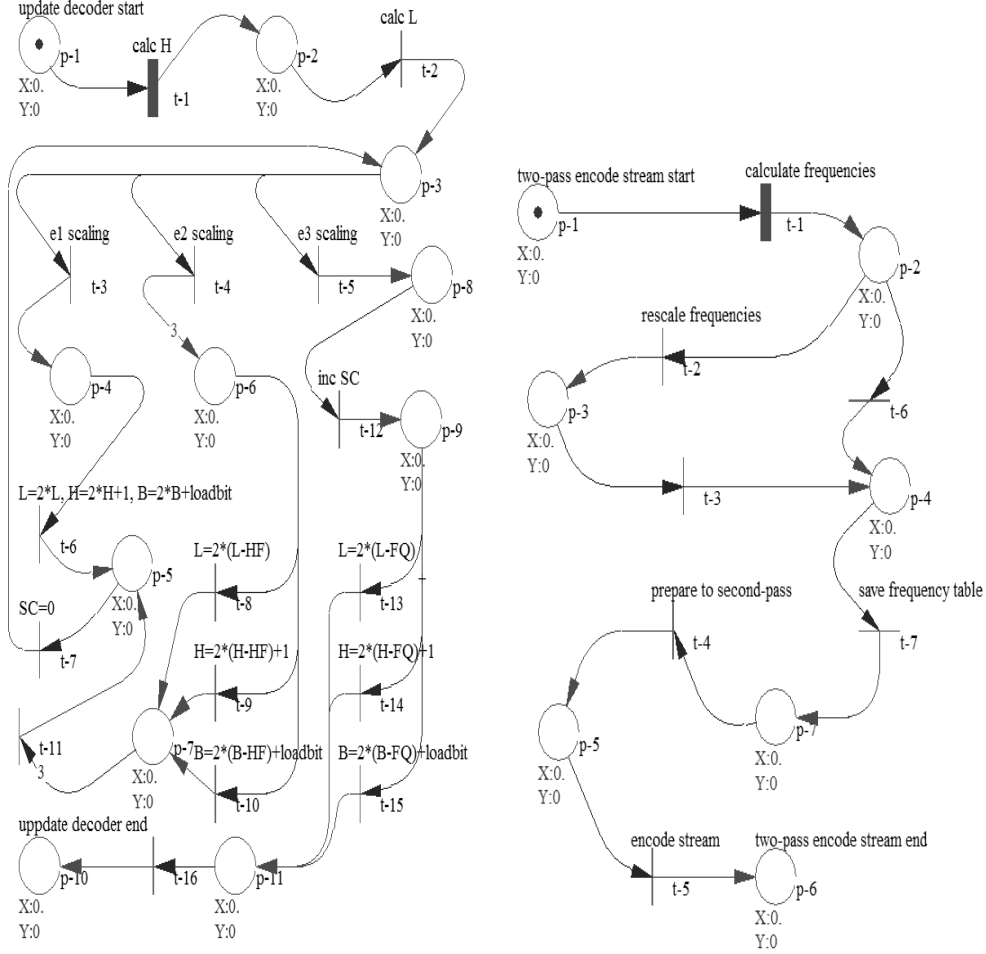 update decoder start
p-1
X:0.
Y:0
calc H
t-1
p-2
X:0.
Y:0
calc L
t-2
p-3
X:0.
Y:0
e1 scaling
t-3
e2 scaling
t-4
e3 scaling
t-5
p-8
X:0.
Y:0
3
p-4
X:0.
Y:0
p-6
X:0.
Y:0
inc SC
t-12
p-9
X:0.
Y:0
L=2*L, H=2*H+1, B=2*B+loadbit
t-6
p-5
X:0.
Y:0
L=2*(L-HF)
t-8
L=2*(L-FQ)
t-13
SC=0
t-7
H=2*(H-HF)+1
t-9
H=2*(H-FQ)+1
t-14
t-11
3
p-7
X:0.
Y:0
B=2*(B-HF)+loadbit
t-10
B=2*(B-FQ)+loadbit
t-15
uppdate decoder end
p-10
X:0.
Y:0
t-16
p-11
X:0.
Y:0
two-pass encode stream start
p-1
X:0.
Y:0
calculate frequencies
t-1
p-2
X:0.
Y:0
rescale frequencies
t-2
p-3
X:0.
Y:0
t-6
t-3
p-4
X:0.
Y:0
prepare to second-pass
t-4
save frequency table
t-7
p-5
X:0.
Y:0
p-7
X:0.
Y:0
encode stream
t-5
two-pass encode stream end
p-6
X:0.
Y:0